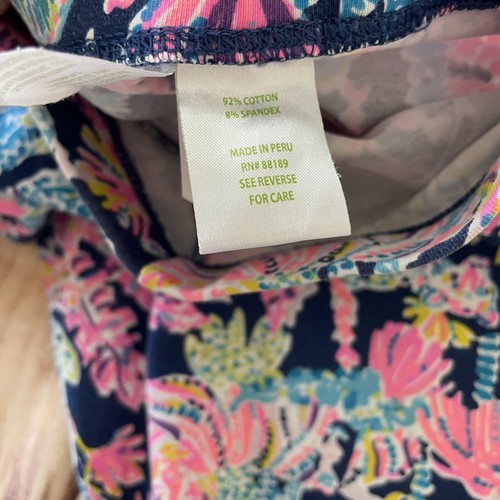 92% COTTON
8% SPANDEX
MADE IN PERU
RN# 88189
SEE REVERSE
FOR CARE